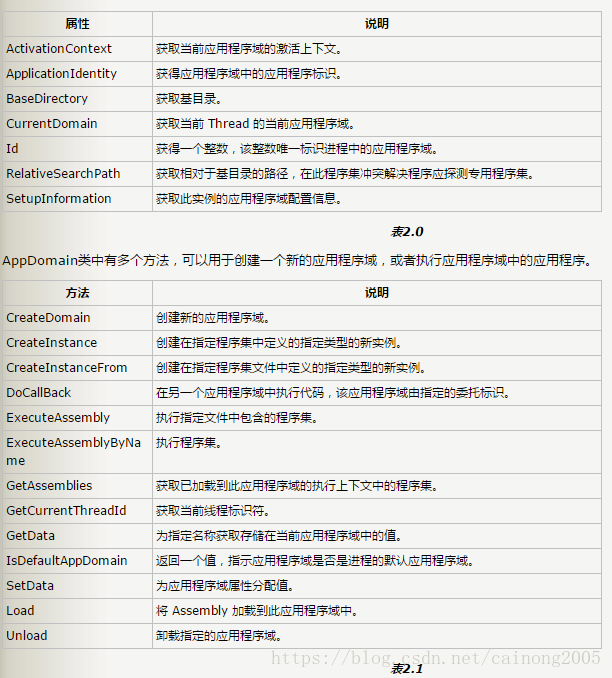 属性 说明
ActivationContext 获取当前应用程序域的激活上下文。
ApplicationIdentity 获得应用程序域中的应用程序标识。
BaseDirectory 获取基目录。
CurrentDomain 获取当前 Thread 的当前应用程序域。
Id 获得一个整数，该整数唯一标识进程中的应用程序域。
RelativeSearchPath 获取相对于基目录的路径，在此程序集冲突解决程序应探测专用程序集。
SetupInformation 获取此实例的应用程序域配置信息。
表2.0
AppDomain类中有多个方法，可以用于创建一个新的应用程序域，或者执行应用程序域中的应用程序。
方法 说明
CreateDomain 创建新的应用程序域。
CreateInstance 创建在指定程序集中定义的指定类型的新实例。
CreateInstanceFrom 创建在指定程序集文件中定义的指定类型的新实例。
DoCallBack 在另一个应用程序域中执行代码，该应用程序域由指定的委托标识。
ExecuteAssembly 执行指定文件中包含的程序集。
ExecuteAssemblyByNa 执行程序集。
me
GetAssemblies 获取已加载到此应用程序域的执行上下文中的程序集。
GetCurrentThreadId 获取当前线程标识符。
GetData 为指定名称获取存储在当前应用程序域中的值。
IsDefaultAppDomain 返回一个值，指示应用程序域是否是进程的默认应用程序域。
SetData 为应用程序域属性分配值。
Load 将 Assembly 加载到此应用程序域中。
Unload 卸载指定的应用程序域。
https://blog.csdn.net/cainong2005
表2.1